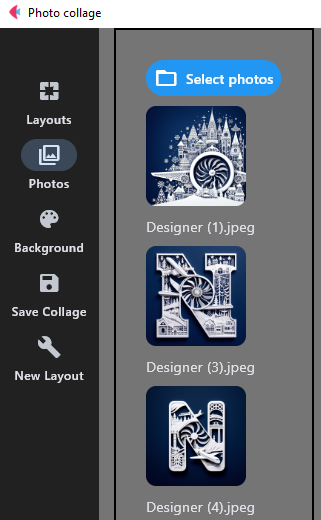 Photo collage
Layouts
Photos
Background
Save Collage
New Layout
Select photos
Designer (1).jpeg
Designer (3).jpeg
Designer (4).jpeg